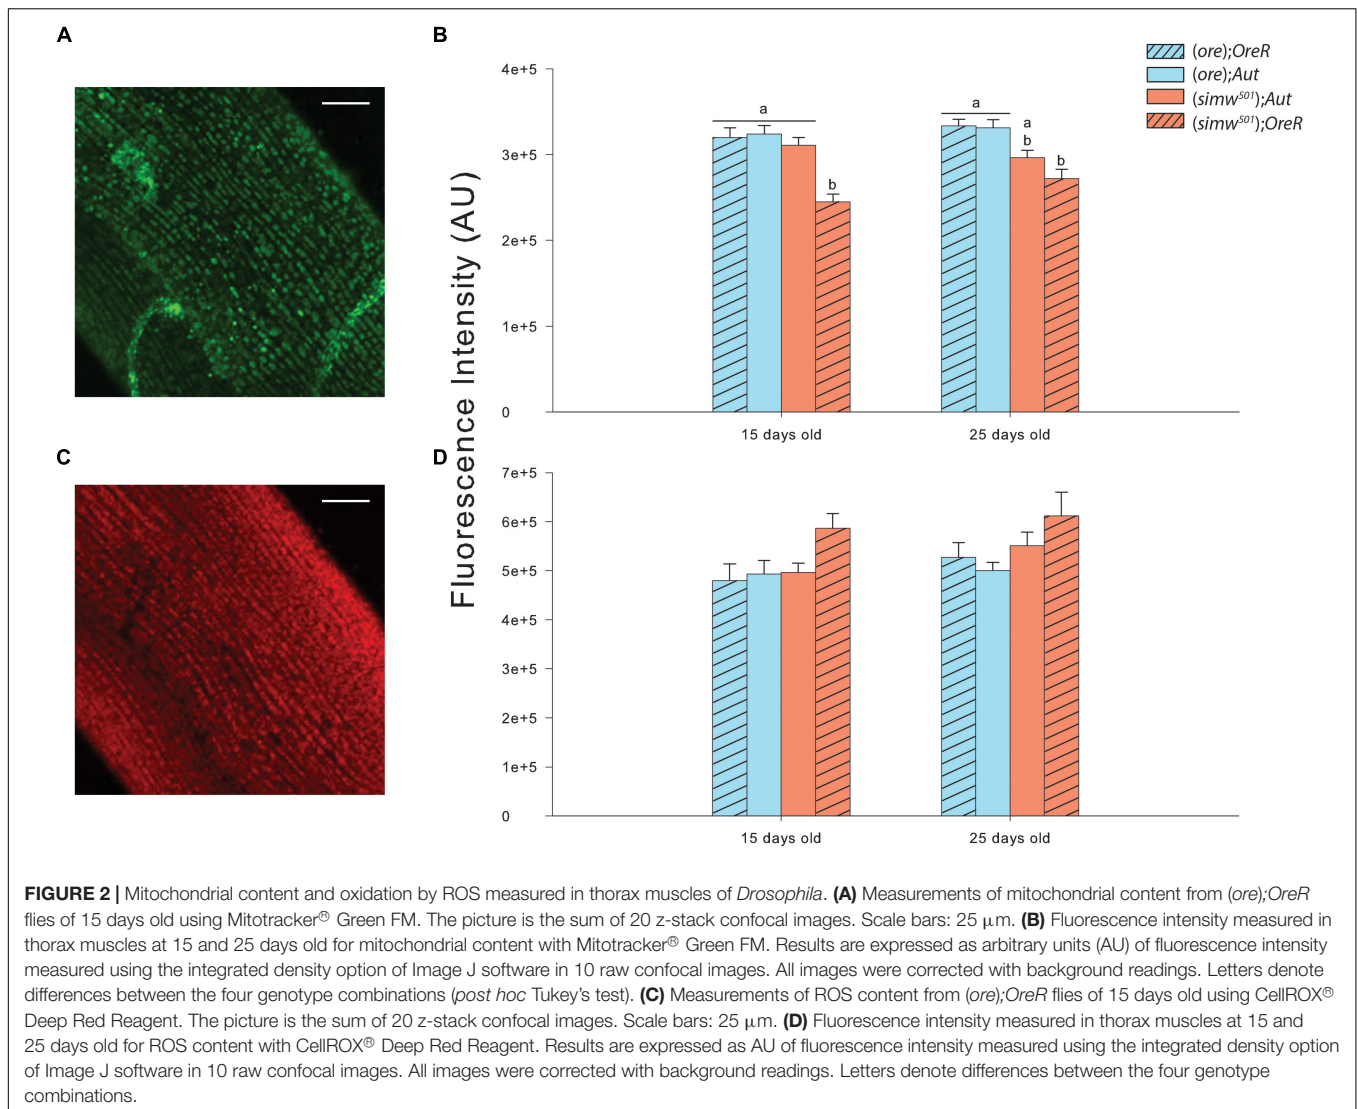 A
B
(ore);OreR
(ore);Aut
(simw⁵⁰¹);Aut
(simw⁵⁰¹);OreR
Fluorescence Intensity (AU)
4e+5
3e+5
2e+5
1e+5
0
a
b
a
a
b
b
15 days old
25 days old
C
D
7e+5
6e+5
5e+5
4e+5
3e+5
2e+5
1e+5
0
15 days old
25 days old
FIGURE 2 | Mitochondrial content and oxidation by ROS measured in thorax muscles of Drosophila. (A) Measurements of mitochondrial content from (ore);OreR
flies of 15 days old using Mitotracker® Green FM. The picture is the sum of 20 z-stack confocal images. Scale bars: 25 μm. (B) Fluorescence intensity measured in
thorax muscles at 15 and 25 days old for mitochondrial content with Mitotracker® Green FM. Results are expressed as arbitrary units (AU) of fluorescence intensity
measured using the integrated density option of Image J software in 10 raw confocal images. All images were corrected with background readings. Letters denote
differences between the four genotype combinations (post hoc Tukey's test). (C) Measurements of ROS content from (ore);OreR flies of 15 days old using CellROX®
Deep Red Reagent. The picture is the sum of 20 z-stack confocal images. Scale bars: 25 μm. (D) Fluorescence intensity measured in thorax muscles at 15 and
25 days old for ROS content with CellROX® Deep Red Reagent. Results are expressed as AU of fluorescence intensity measured using the integrated density option
of Image J software in 10 raw confocal images. All images were corrected with background readings. Letters denote differences between the four genotype
combinations.